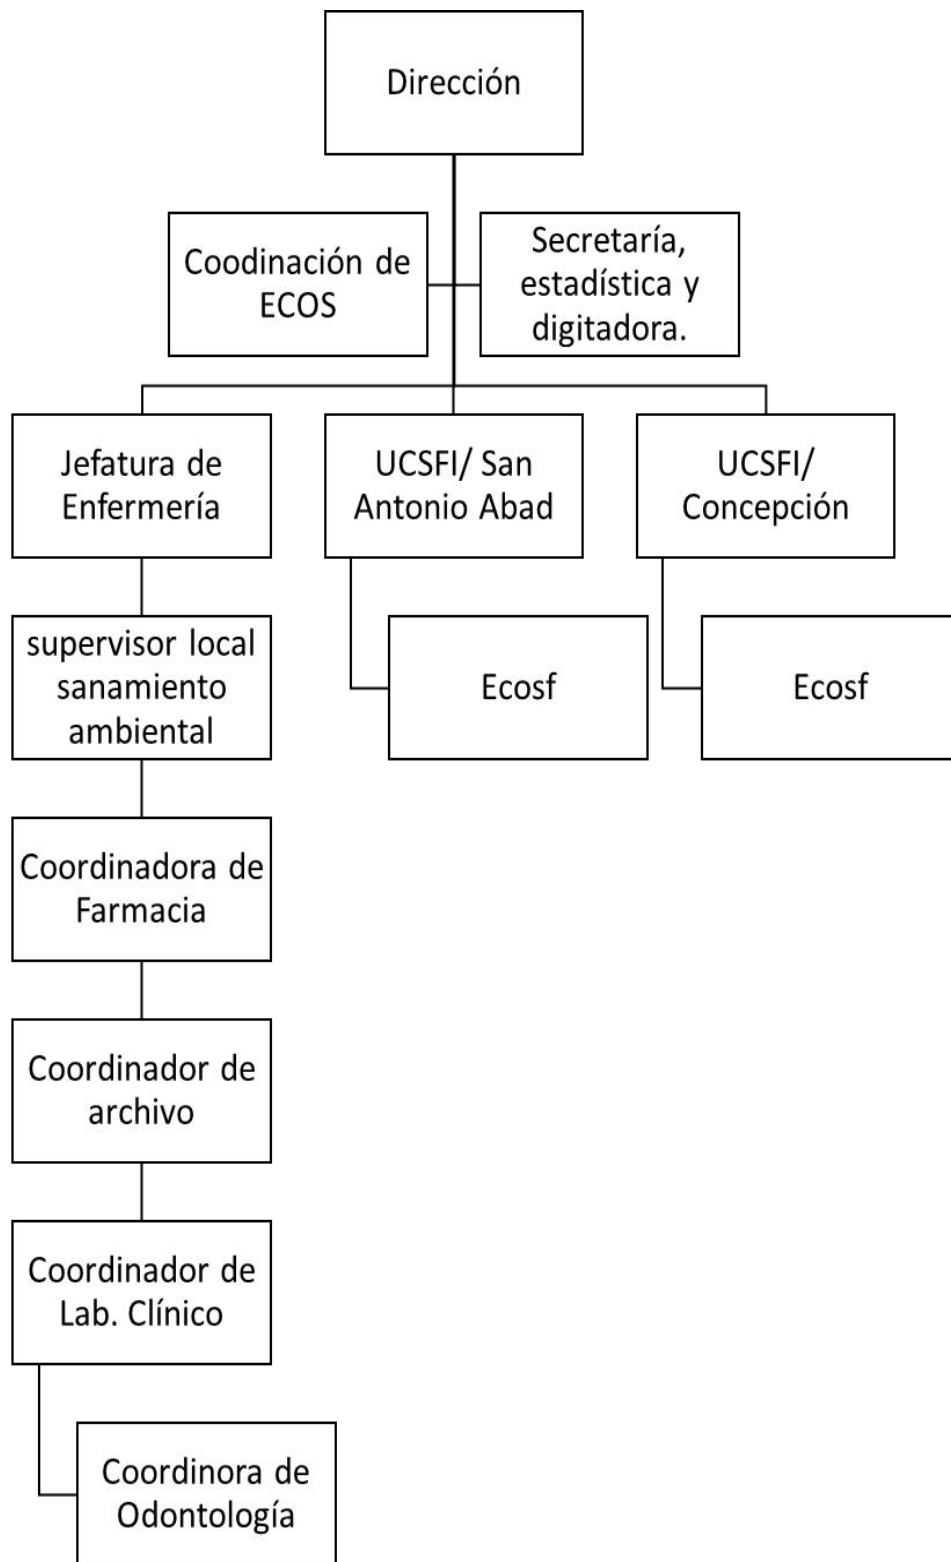 Dirección
Coodinación de
ECOS
Secretaría,
estadística y
digitadora.
Jefatura de
Enfermería
UCSFI/ San
Antonio Abad
UCSFI/
Concepción
supervisor local
sanamiento
ambiental
Ecosf
Ecosf
Coordinadora de
Farmacia
Coordinador de
archivo
Coordinador de
Lab. Clínico
Coordinora de
Odontología